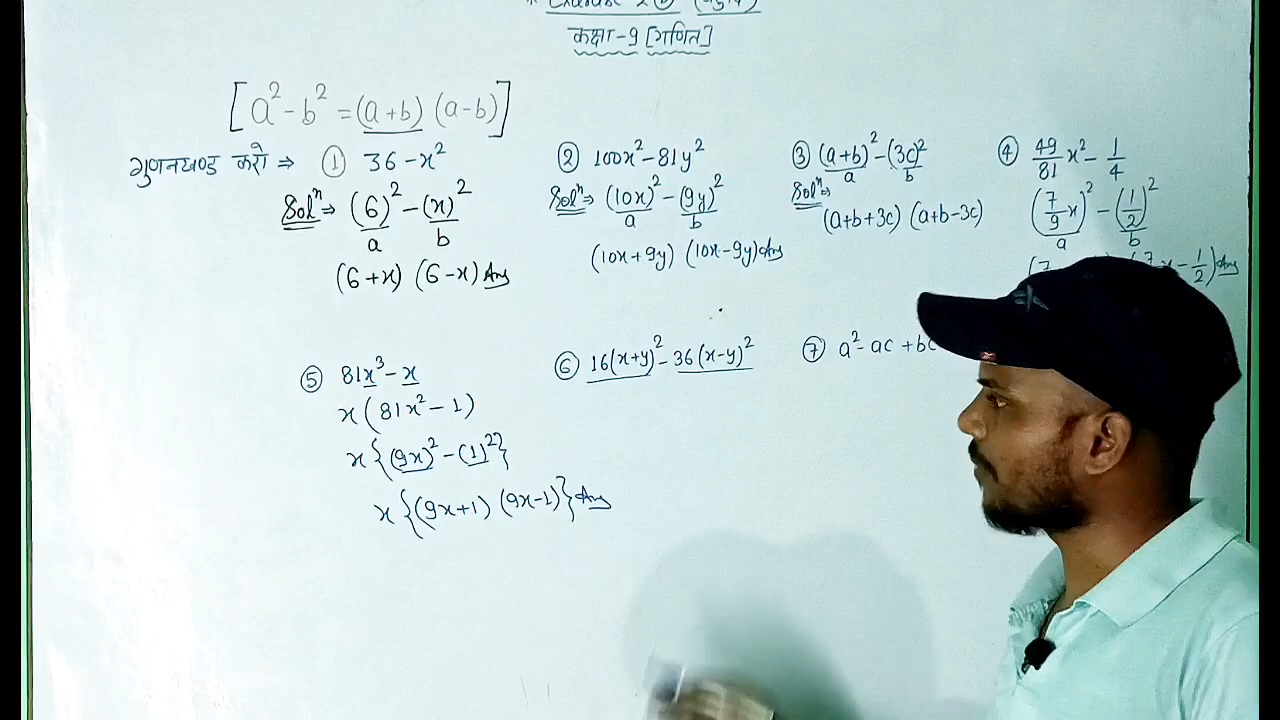 कक्षा-9 [गणित]
[a²-b² = (a+b) (a-b)]
गुणनखण्ड करो ⇒ ① 36-x²
Solⁿ⇒ (6)²-(x)²
a b
(6+x) (6-x) Ans
② 100x²-81y²
Solⁿ⇒ (10x)²-(9y)²
a b
(10x+9y) (10x-9y) Ans
③ (a+b)²-(3c)²
a b
Solⁿ⇒
(a+b+3c) (a+b-3c)
④ 49/81 x² - 1/4
(7/9 x)² - (1/2)²
a b
x - 1/2) Ans
⑤ 81x³-x
x(81x²-1)
x{(9x)²-(1)²}
x{(9x+1) (9x-1)} Ans
⑥ 16(x+y)²-36(x-y)²
⑦ a²-ac+bc